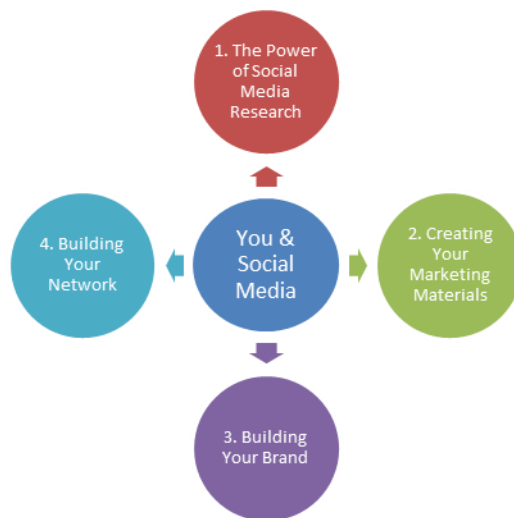 1. The Power
of Social
Media
Research
4. Building
Your
Network
You &
Social
Media
2. Creating
Your
Marketing
Materials
3. Building
Your Brand